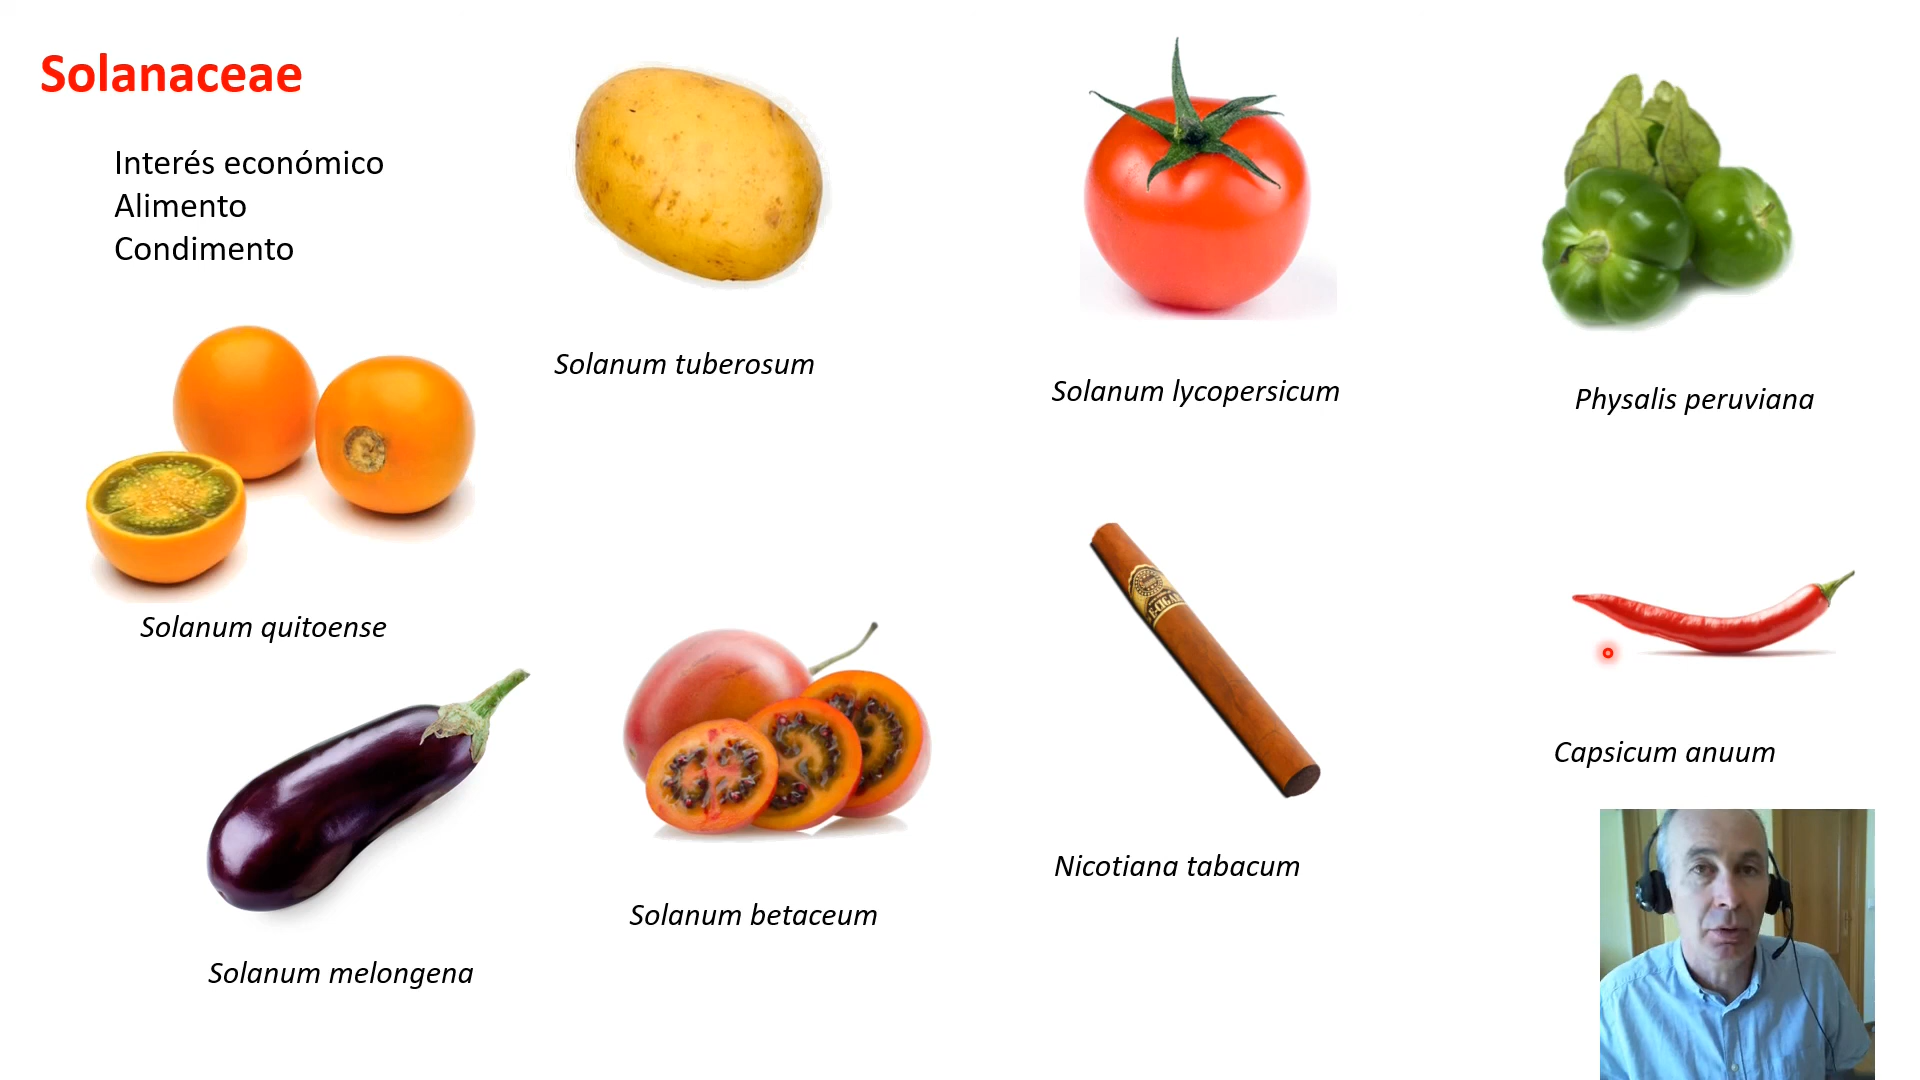 Solanaceae
Interés económico
Alimento
Condimento
Solanum tuberosum
Solanum lycopersicum
Physalis peruviana
Solanum quitoense
Solanum melongena
Solanum betaceum
Nicotiana tabacum
Capsicum anuum